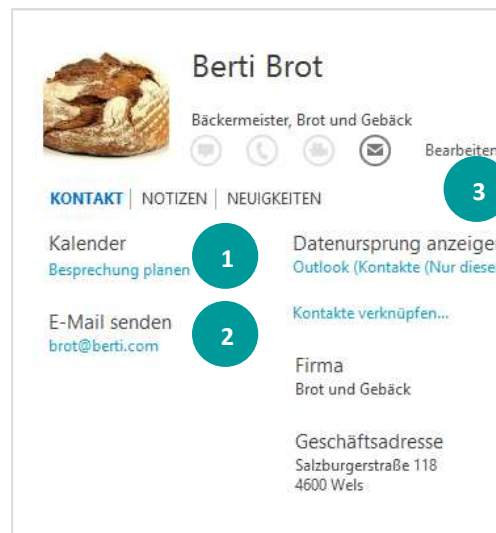 Berti Brot
Bäckermeister, Brot und Gebäck
Bearbeiten
3
KONTAKT | NOTIZEN | NEUIGKEITEN
Kalender
Besprechung planen
1
E-Mail senden
brot@berti.com
2
Datenursprung anzeigen
Outlook (Kontakte (Nur diese
Kontakte verknüpfen...
Firma
Brot und Gebäck
Geschäftsadresse
Salzburgerstraße 118
4600 Wels